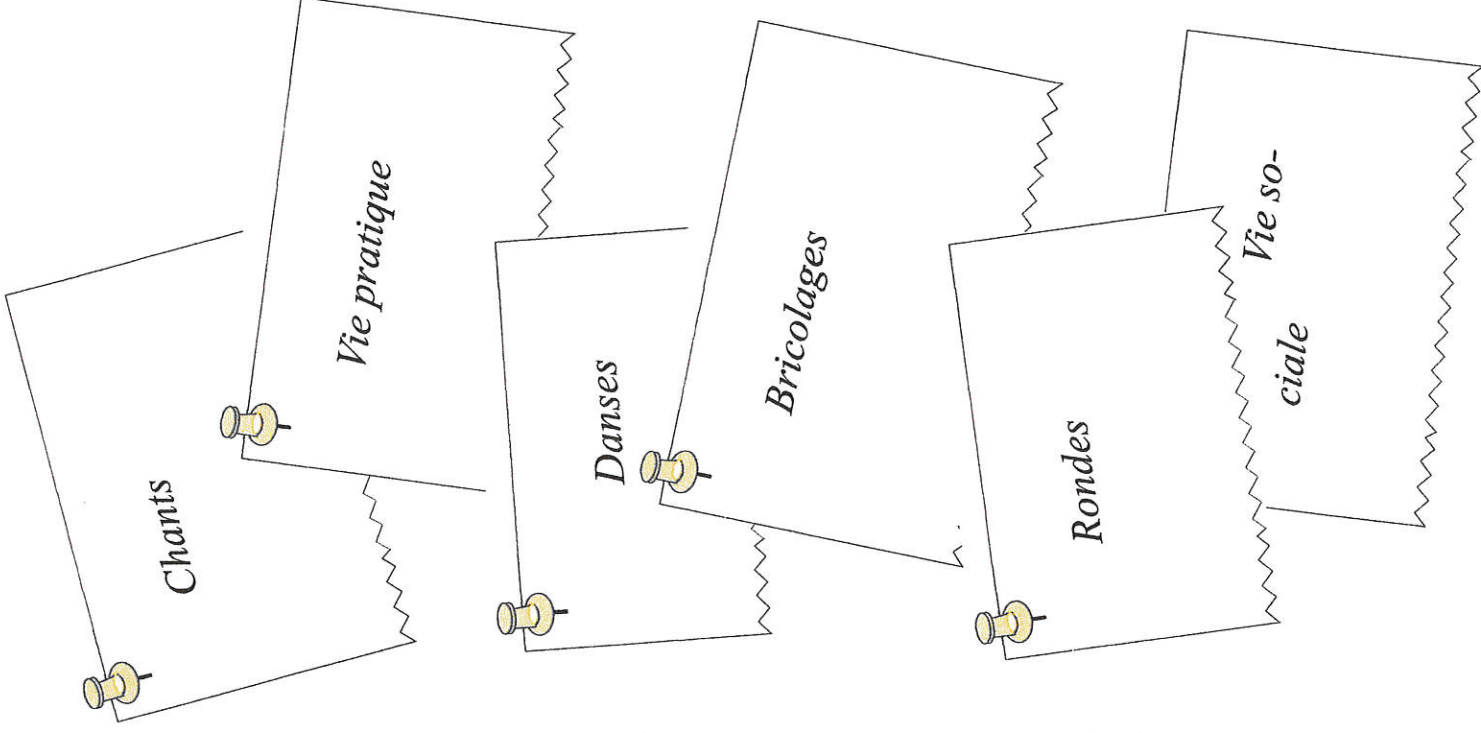 Chants
Vie pratique
Danses
Bricolages
Rondes
Vie so-
ciale